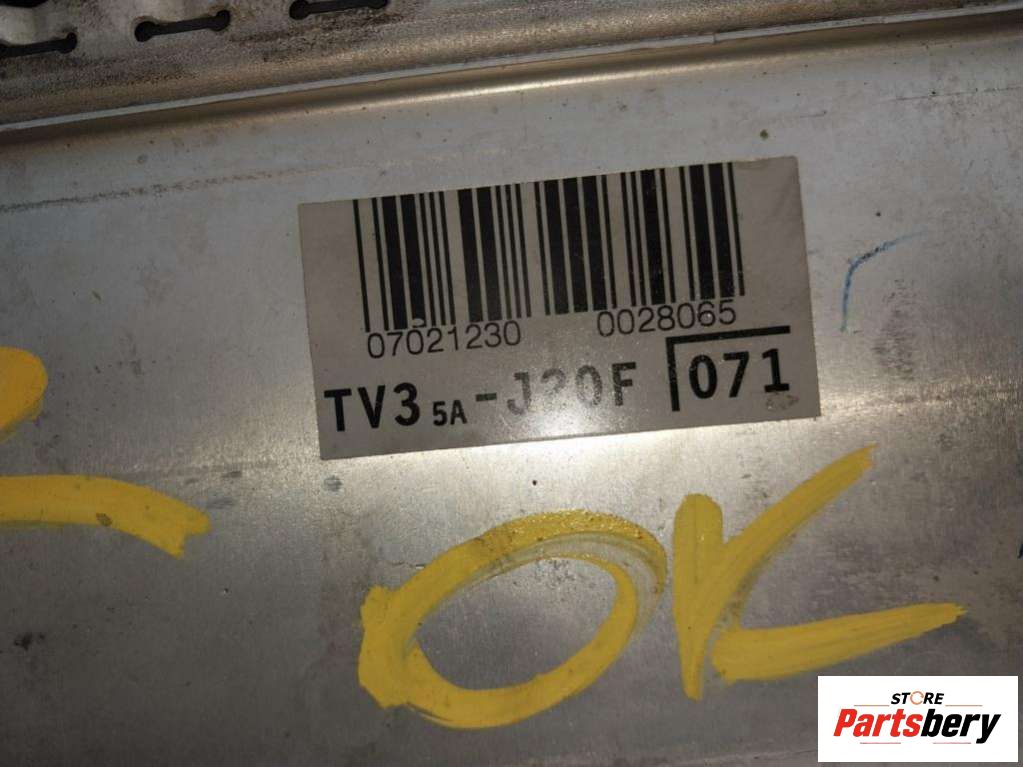 07021230 0028065
TV3 5A-J20F 071
OK
STORE
Partsbery